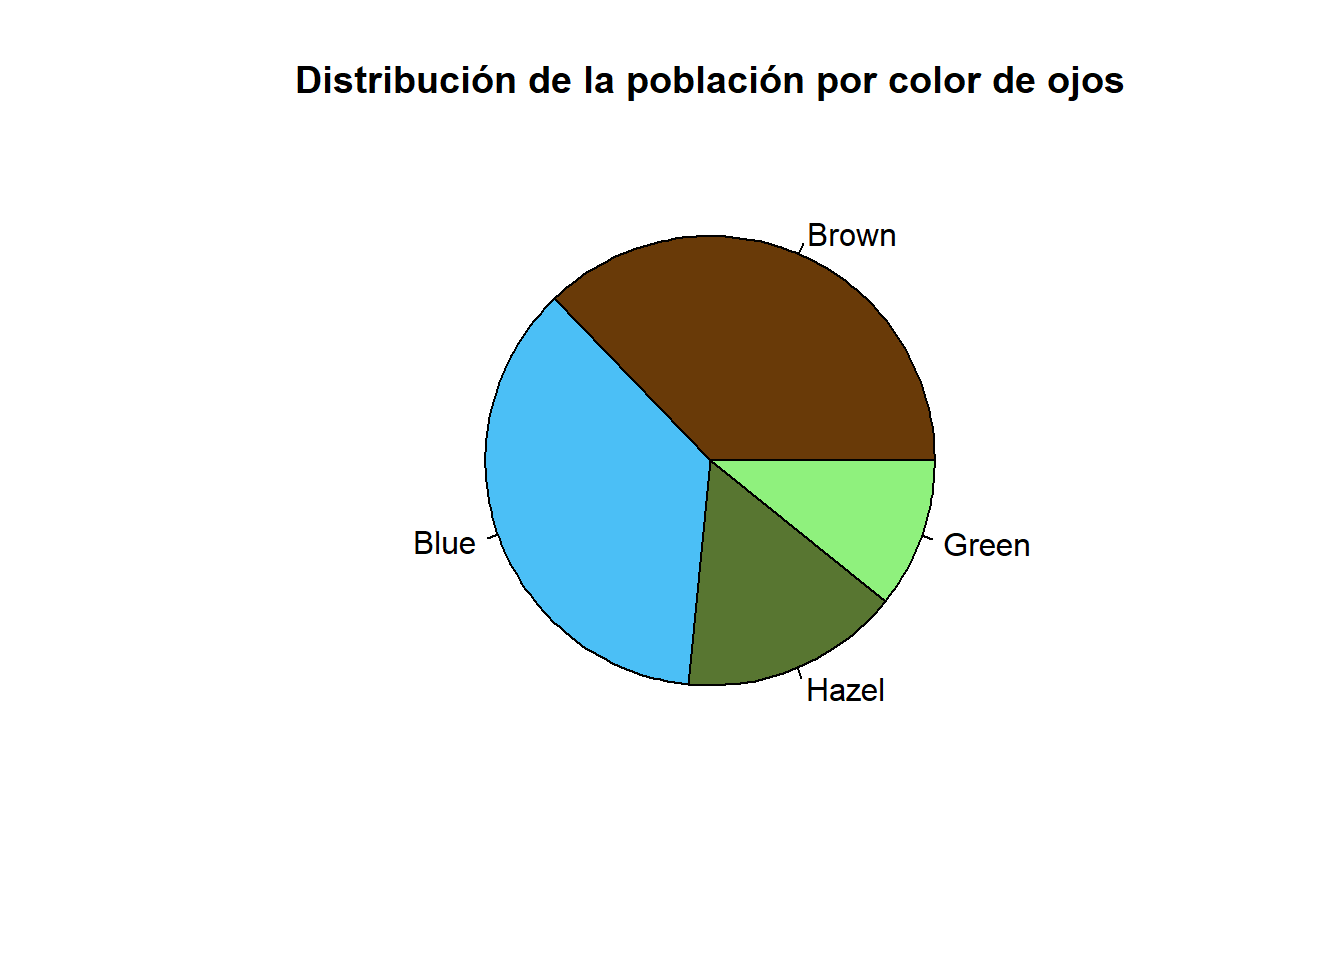 Distribución de la población por color de ojos
Brown
Blue
Green
Hazel